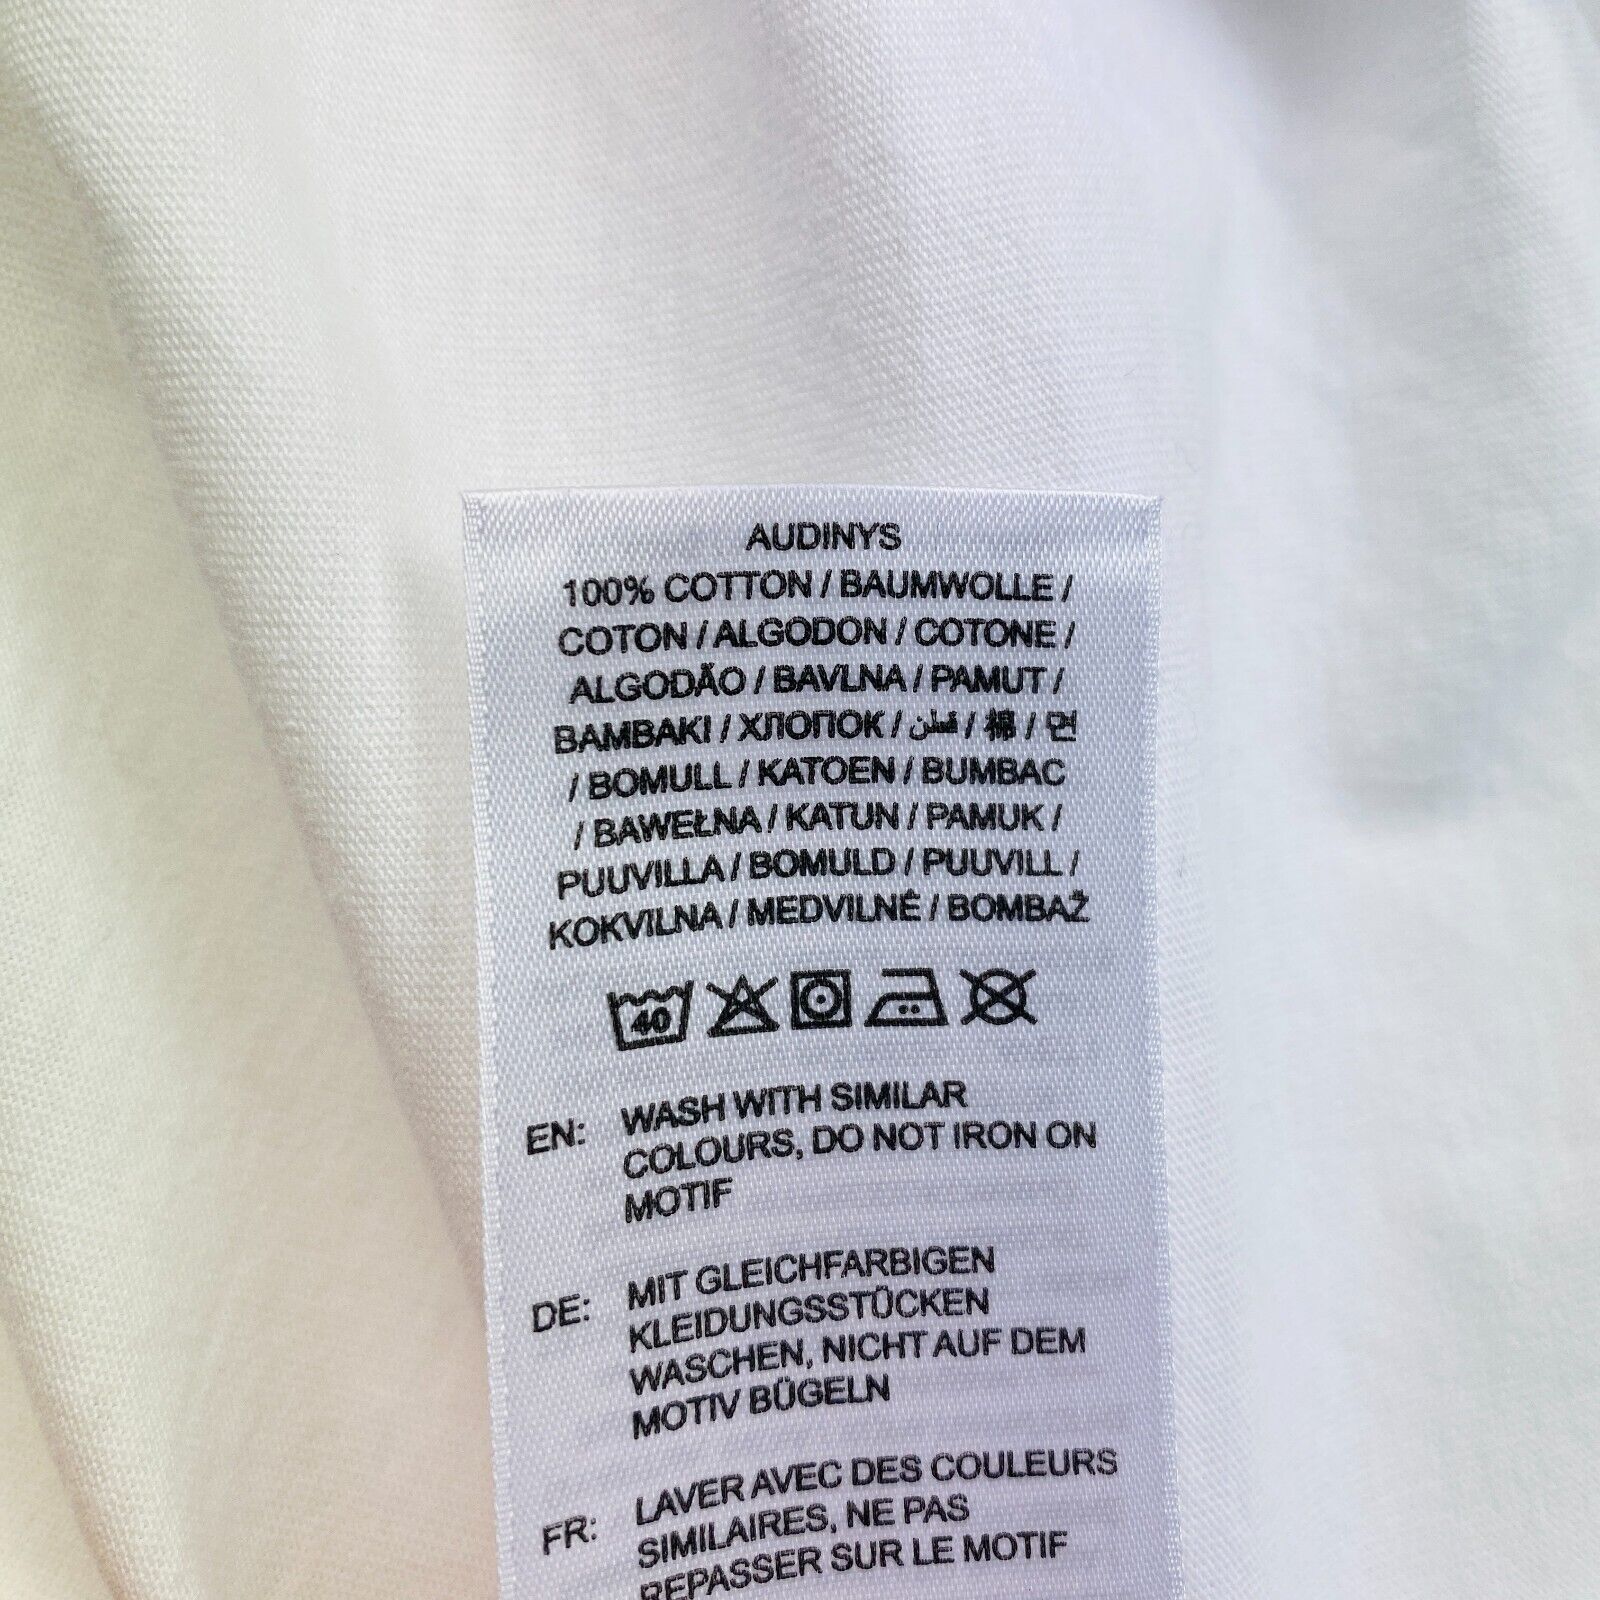 AUDINYS
100% COTTON / BAUMWOLLE /
COTON / ALGODON / COTONE /
ALGODÃO / BAVLNA / PAMUT /
BAMBAKI / ХЛОПОК / قطن / 棉 / 면
/ BOMULL / KATOEN / BUMBAC
/ BAWEŁNA / KATUN / PAMUK /
PUUVILLA / BOMULD / PUUVILL /
KOKVILNA / MEDVILNĖ / BOMBAŽ
40
EN: WASH WITH SIMILAR
COLOURS, DO NOT IRON ON
MOTIF
DE: MIT GLEICHFARBIGEN
KLEIDUNGSSTÜCKEN
WASCHEN, NICHT AUF DEM
MOTIV BÜGELN
FR: LAVER AVEC DES COULEURS
SIMILAIRES, NE PAS
REPASSER SUR LE MOTIF